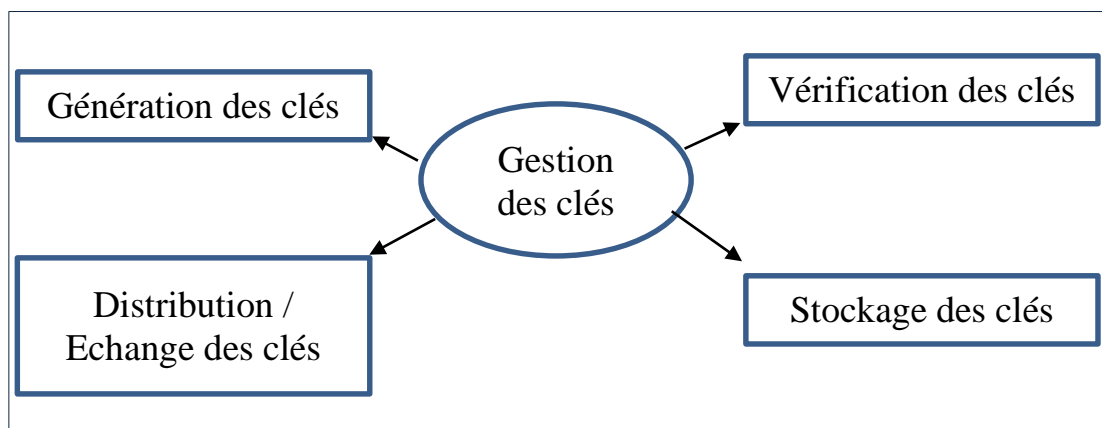 Génération des clés
Vérification des clés
Gestion
des clés
Distribution /
Echange des clés
Stockage des clés